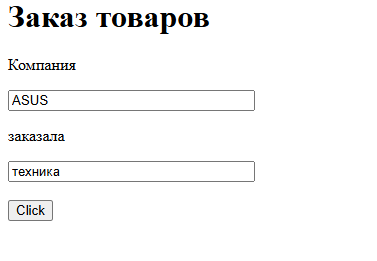 Заказ товаров
Компания
ASUS
заказала
техника
Click